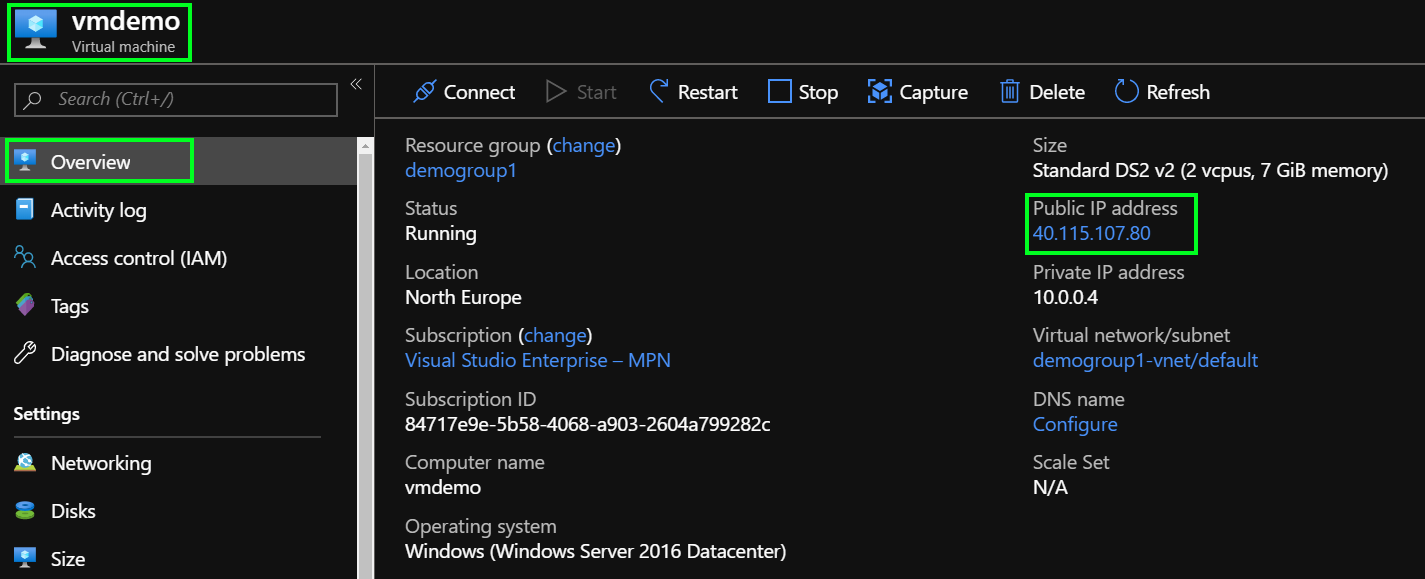 vmdemo
Virtual machine
Search (Ctrl+/)
«
Overview
Activity log
Access control (IAM)
Tags
Diagnose and solve problems
Settings
Networking
Disks
Size
Connect
Start
Restart
Stop
Capture
Delete
Refresh
Resource group (change)
demogroup1
Status
Running
Location
North Europe
Subscription (change)
Visual Studio Enterprise – MPN
Subscription ID
84717e9e-5b58-4068-a903-2604a799282c
Computer name
vmdemo
Operating system
Windows (Windows Server 2016 Datacenter)
Size
Standard DS2 v2 (2 vcpus, 7 GiB memory)
Public IP address
40.115.107.80
Private IP address
10.0.0.4
Virtual network/subnet
demogroup1-vnet/default
DNS name
Configure
Scale Set
N/A